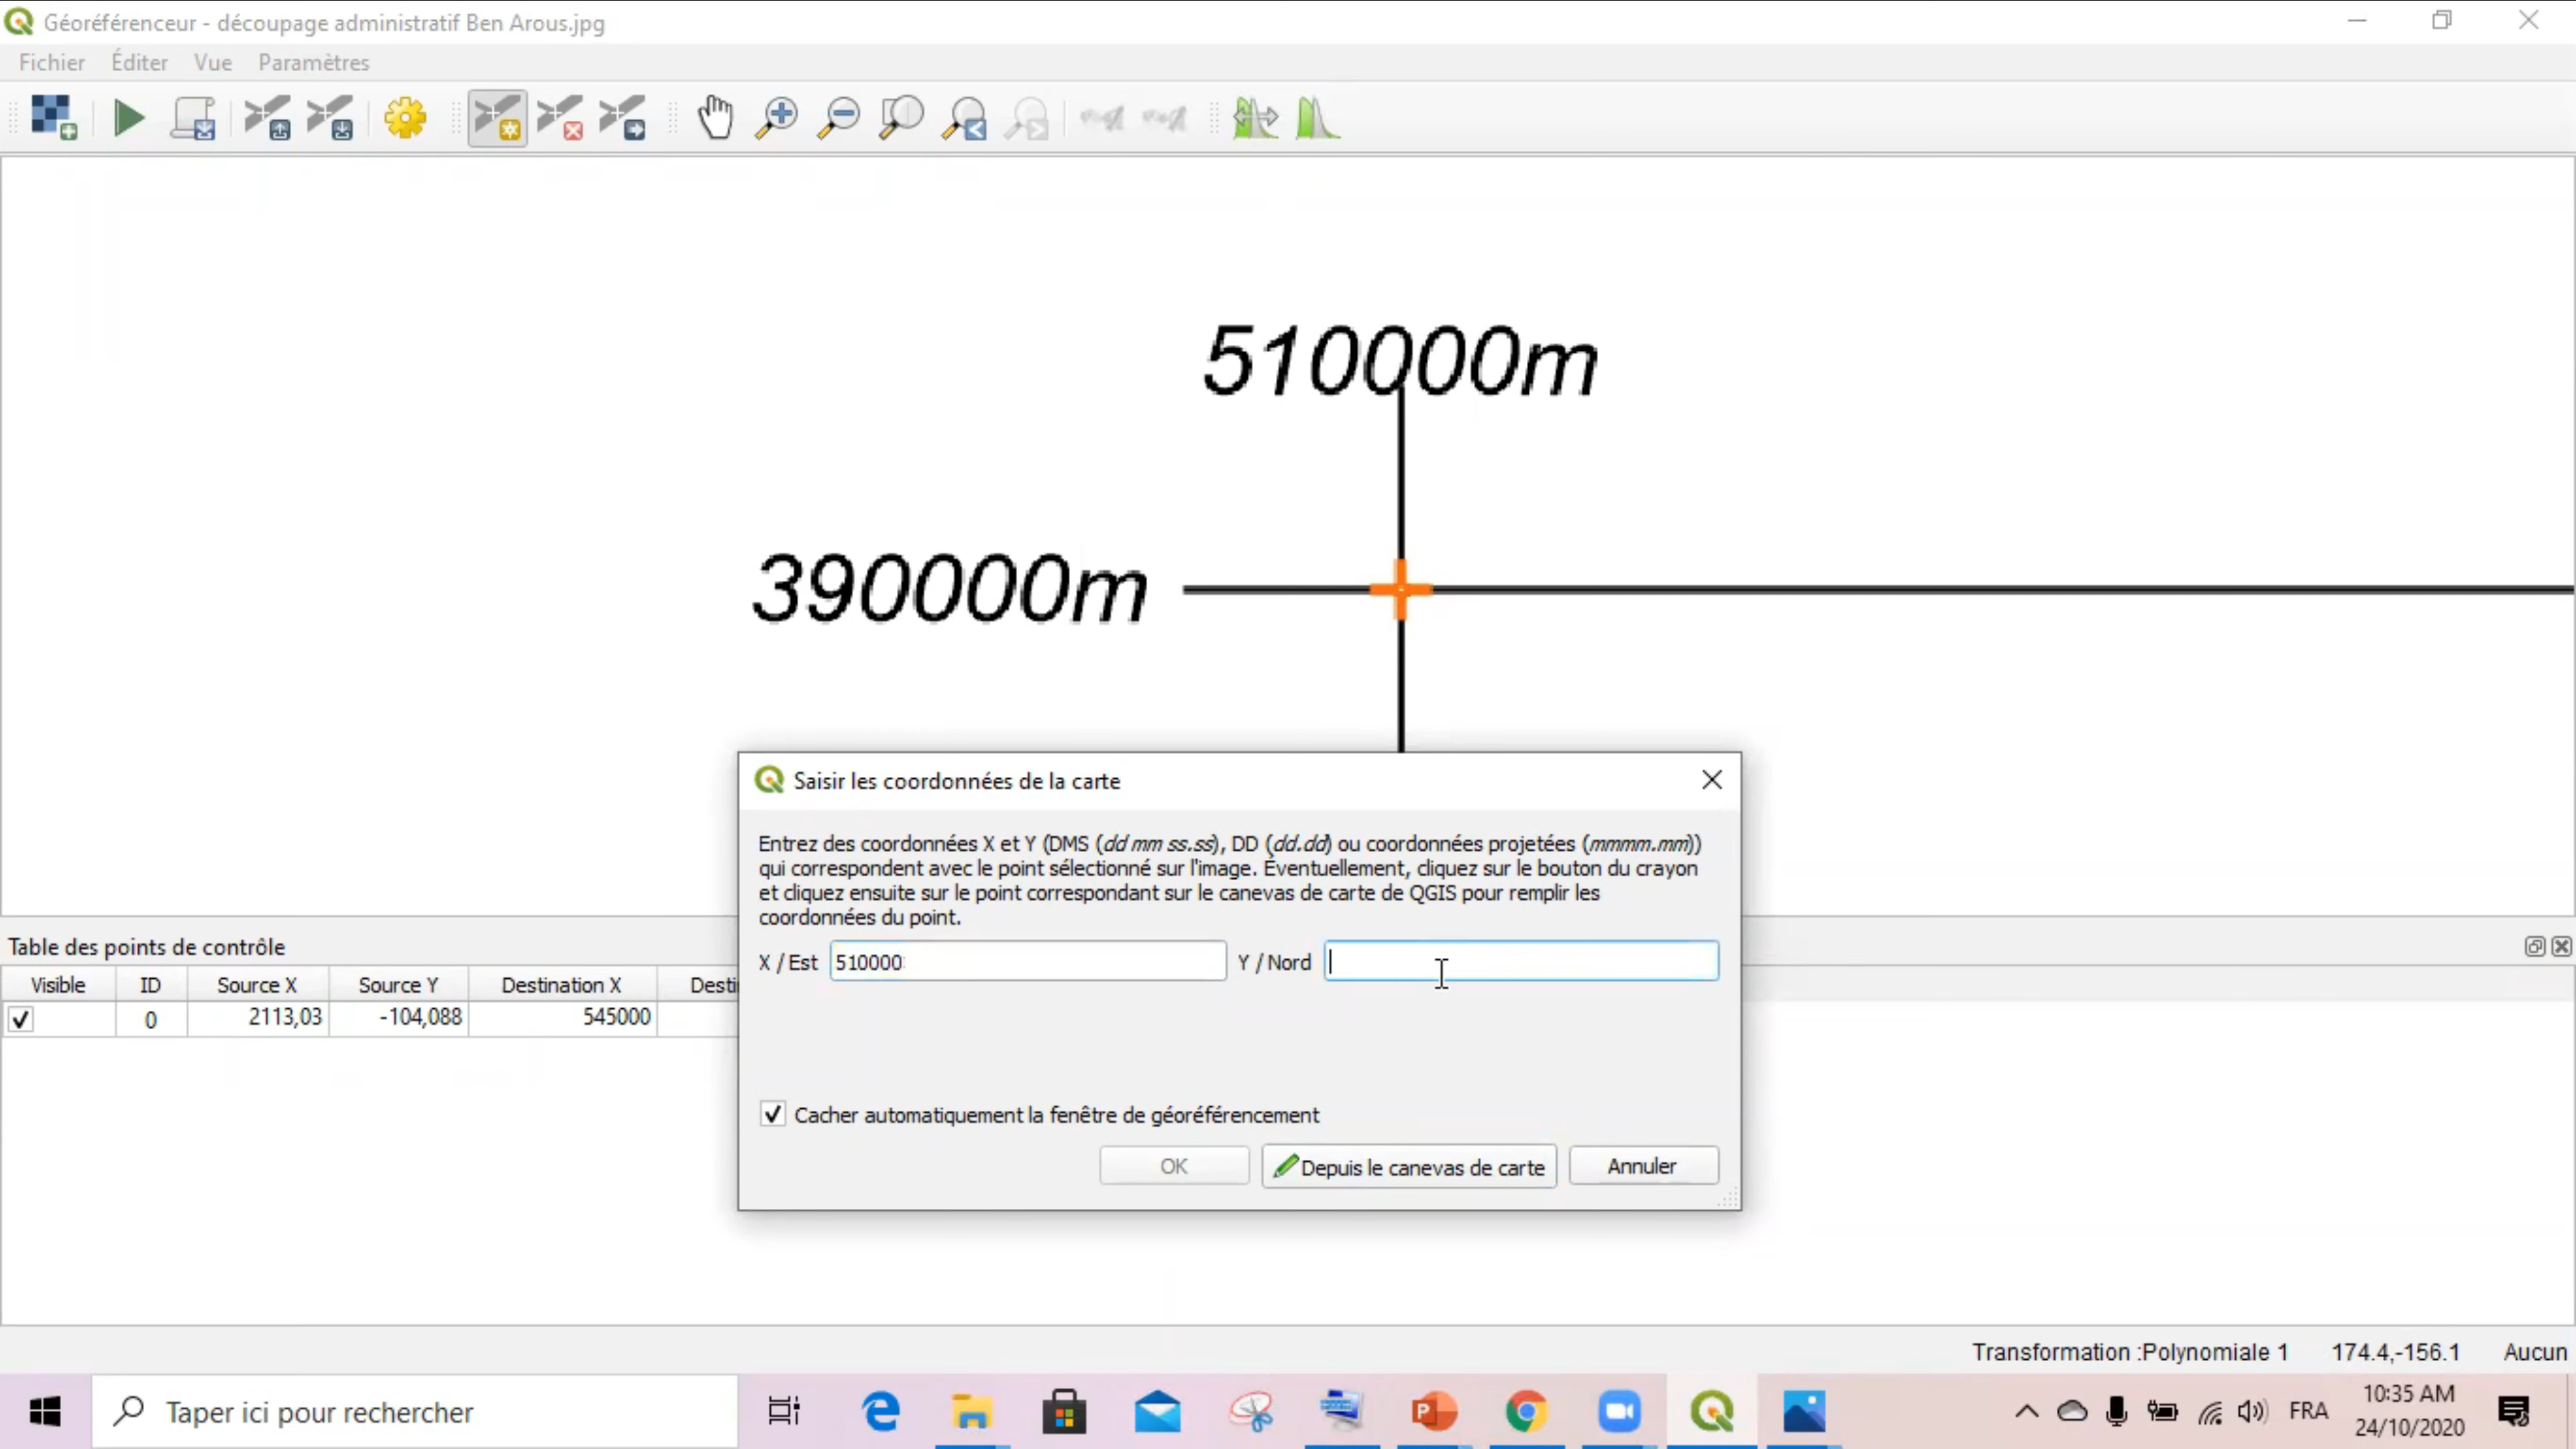 Géoréférenceur - découpage administratif Ben Arous.jpg
Fichier Éditer Vue Paramètres
510000m
390000m
Saisir les coordonnées de la carte
Entrez des coordonnées X et Y (DMS (dd mm ss.ss), DD (dd.dd) ou coordonnées projetées (mmmm.mm))
qui correspondent avec le point sélectionné sur l'image. Éventuellement, cliquez sur le bouton du crayon
et cliquez ensuite sur le point correspondant sur le canevas de carte de QGIS pour remplir les
coordonnées du point.
X / Est 510000 Y / Nord
Cacher automatiquement la fenêtre de géoréférencement
OK Depuis le canevas de carte Annuler
Table des points de contrôle
Visible ID Source X Source Y Destination X Desti
0 2113,03 -104,088 545000
Transformation :Polynomiale 1 174.4,-156.1 Aucun
Taper ici pour rechercher
FRA
10:35 AM
24/10/2020